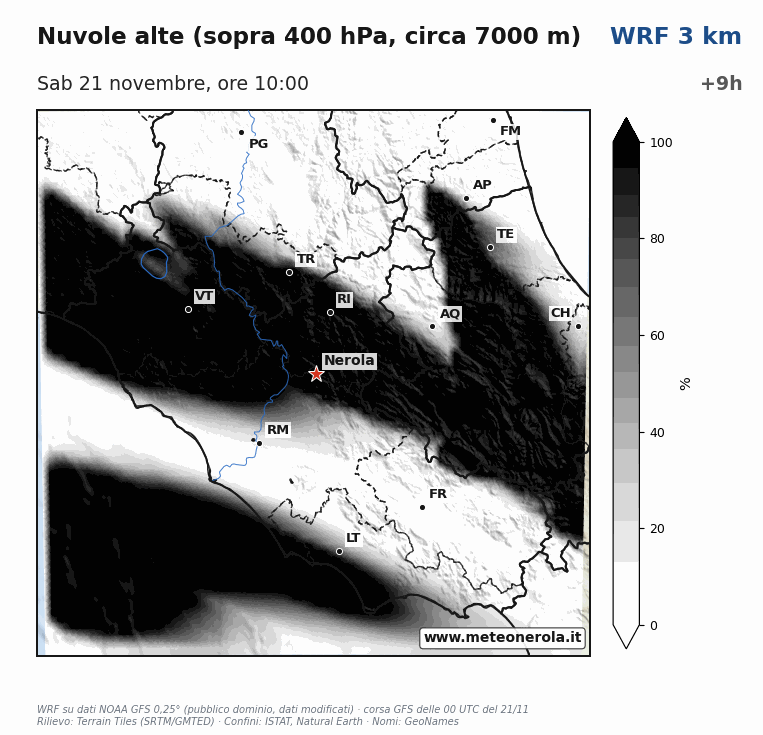 Nuvole alte (sopra 400 hPa, circa 7000 m) WRF 3 km
Sab 21 novembre, ore 10:00 +9h
FM
PG
AP
TE
TR
VT
RI
AQ
CH
Nerola
RM
FR
LT
www.meteonerola.it
100
80
60
40
20
0
%
WRF su dati NOAA GFS 0,25° (pubblico dominio, dati modificati) · corsa GFS delle 00 UTC del 21/11
Rilievo: Terrain Tiles (SRTM/GMTED) · Confini: ISTAT, Natural Earth · Nomi: GeoNames